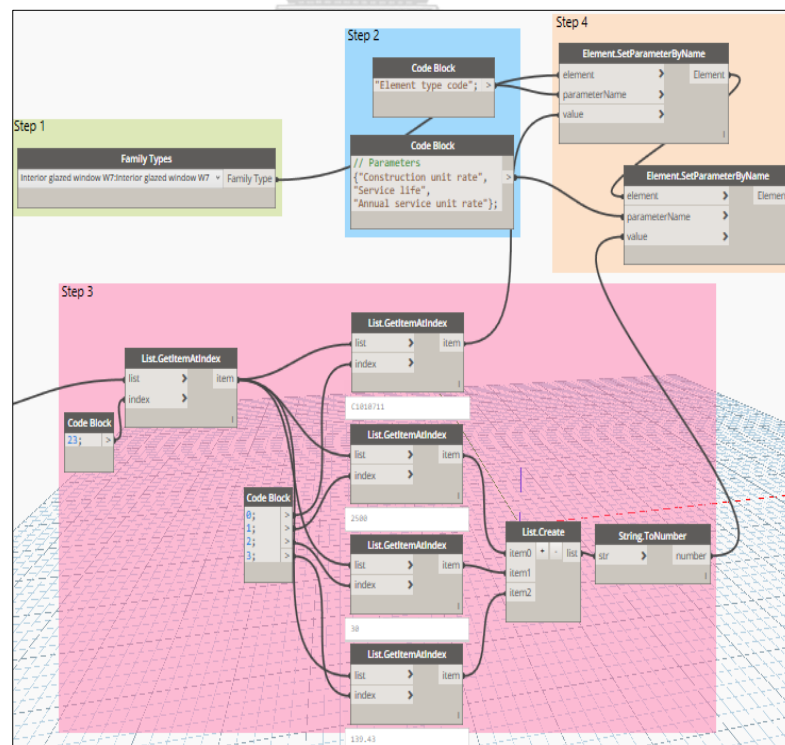 Step 1
Family Types
Interior glazed window W7:Interior glazed window W7
Family Type
Step 2
Code Block
"Element type code";
>
Code Block
// Parameters
{"Construction unit rate",
"Service life",
"Annual service unit rate"};
>
Step 4
Element.SetParameterByName
element > Element
parameterName >
value >
l
Element.SetParameterByName
element > Element
parameterName >
value >
Step 3
List.GetItemAtIndex
list > item
index >
l
Code Block
23; >
Code Block
0; >
1; >
2; >
3; >
List.GetItemAtIndex
list > item
index >
l
C1010711
List.GetItemAtIndex
list > item
index >
l
2500
List.GetItemAtIndex
list > item
index >
l
30
List.GetItemAtIndex
list > item
index >
l
139.43
List.Create
item0 + - list
item1
item2
l
String.ToNumber
str > number
l